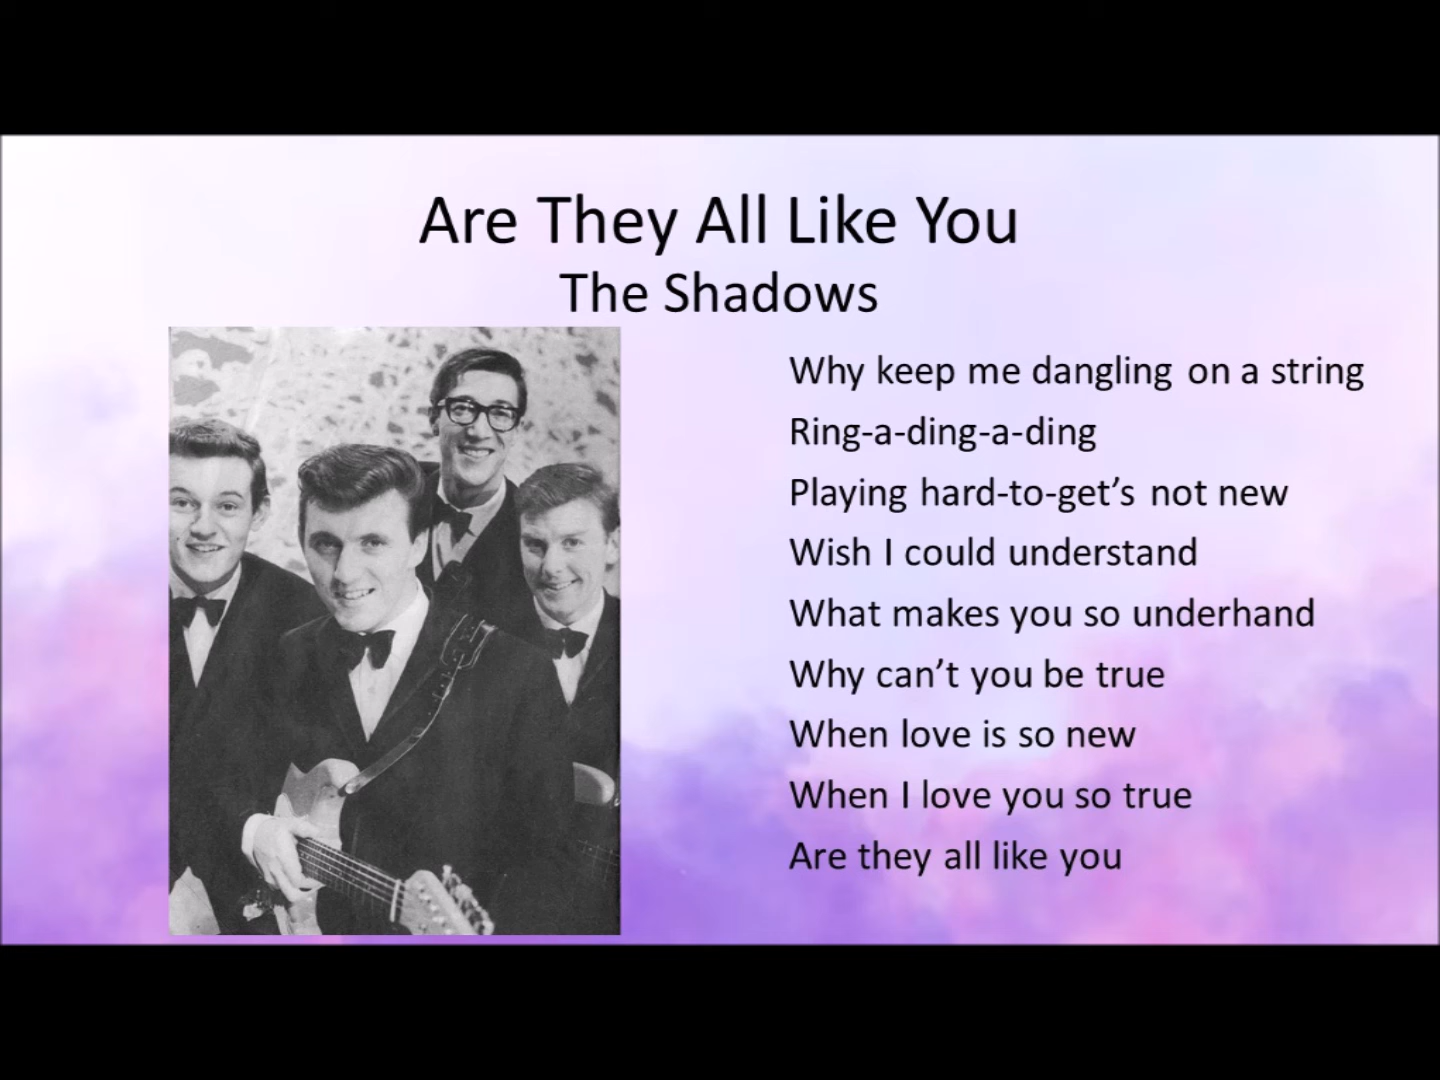 Are They All Like You
The Shadows
Why keep me dangling on a string
Ring-a-ding-a-ding
Playing hard-to-get’s not new
Wish I could understand
What makes you so underhand
Why can’t you be true
When love is so new
When I love you so true
Are they all like you